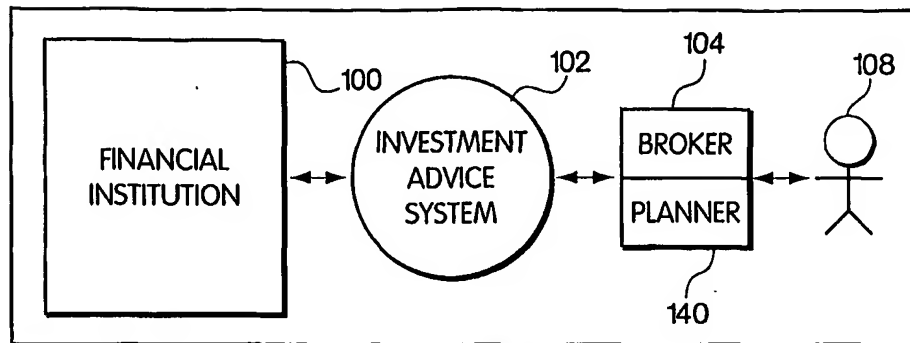 100
102
104
108
FINANCIAL
INSTITUTION
INVESTMENT
ADVICE
SYSTEM
BROKER
PLANNER
140